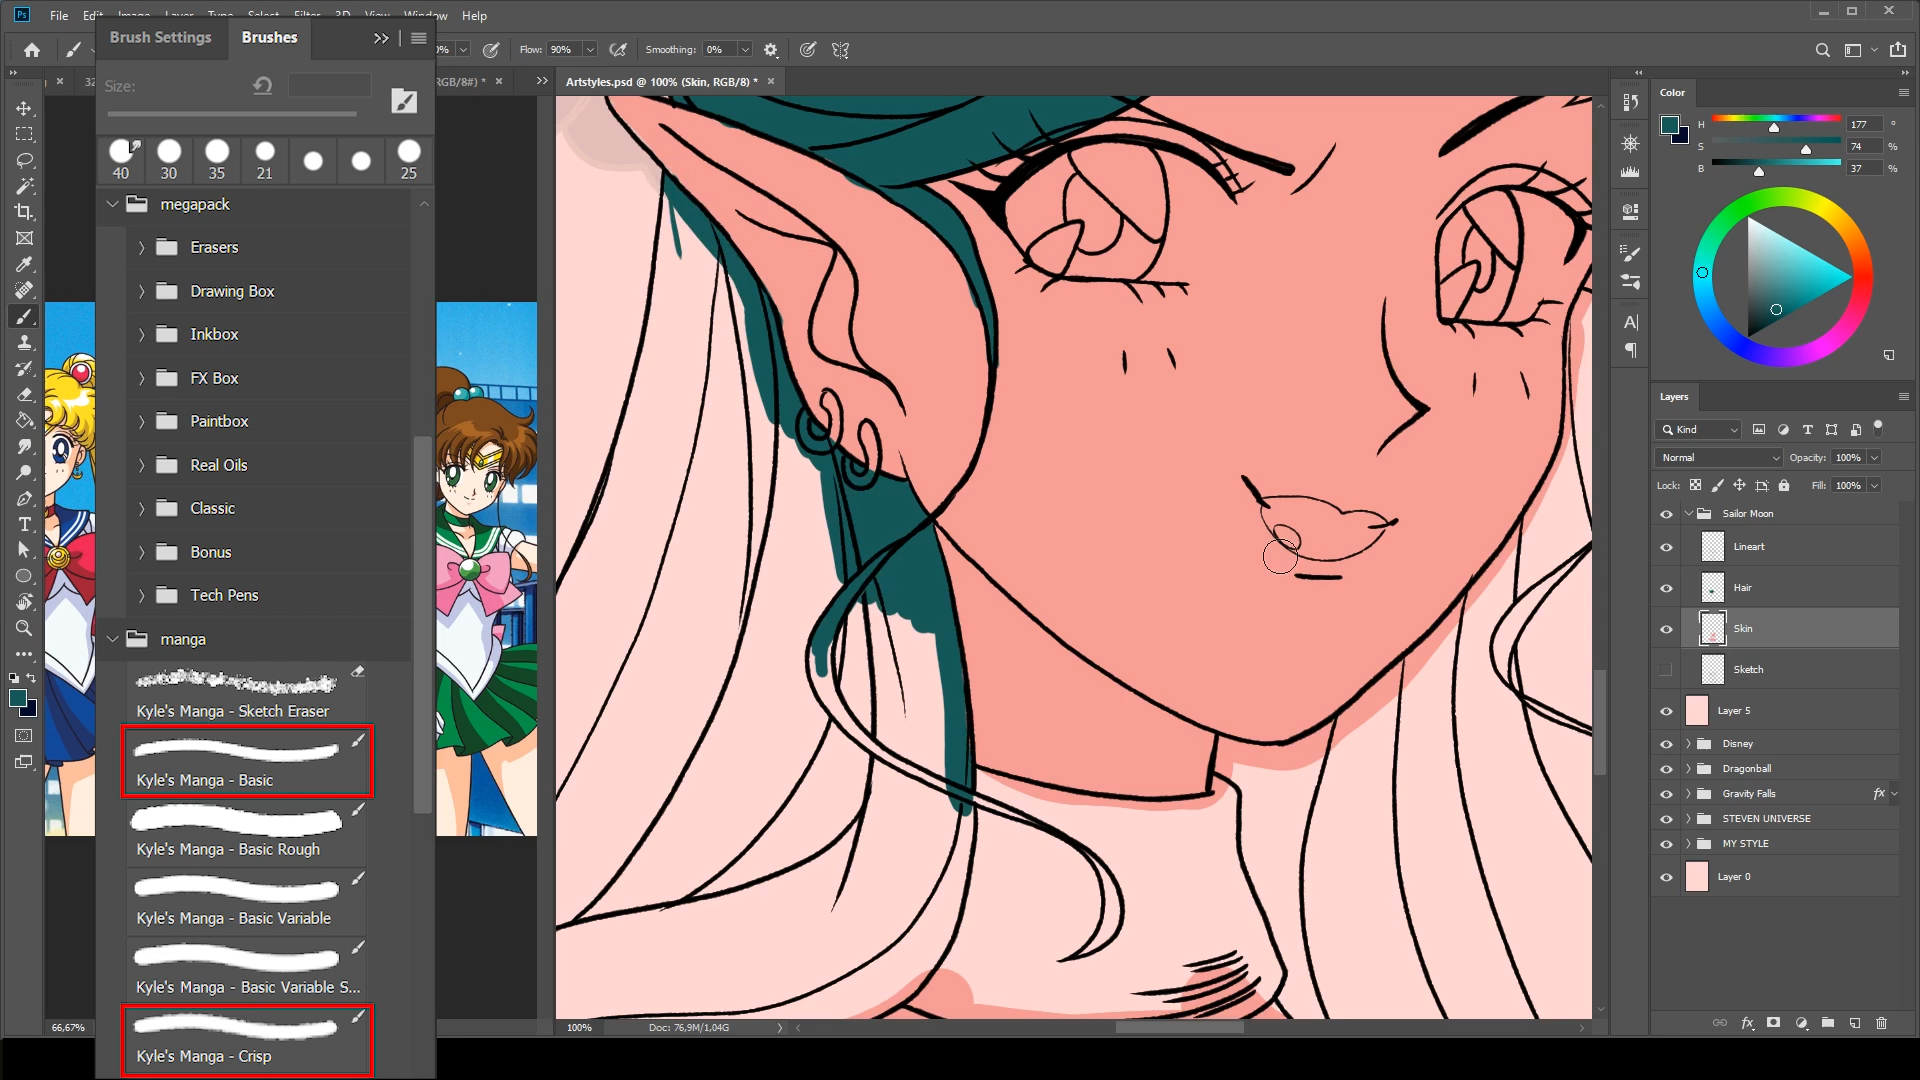 Ps File Edit Image Layer Type Select Filter 3D View Window Help
Brush Settings Brushes
0% Flow: 90% Smoothing: 0%
32 RGB/8#) * Artstyles.psd @ 100% (Skin, RGB/8) *
Size:
40 30 35 21 25
megapack
Erasers
Drawing Box
Inkbox
FX Box
Paintbox
Real Oils
Classic
Bonus
Tech Pens
manga
Kyle's Manga - Sketch Eraser
Kyle's Manga - Basic
Kyle's Manga - Basic Rough
Kyle's Manga - Basic Variable
Kyle's Manga - Basic Variable S...
Kyle's Manga - Crisp
66,67%
100% Doc: 76,9M/1,04G
Color
H 177 °
S 74 %
B 37 %
Layers
Kind
Normal Opacity: 100%
Lock: Fill: 100%
Sailor Moon
Lineart
Hair
Skin
Sketch
Layer 5
Disney
Dragonball
Gravity Falls fx
STEVEN UNIVERSE
MY STYLE
Layer 0
fx